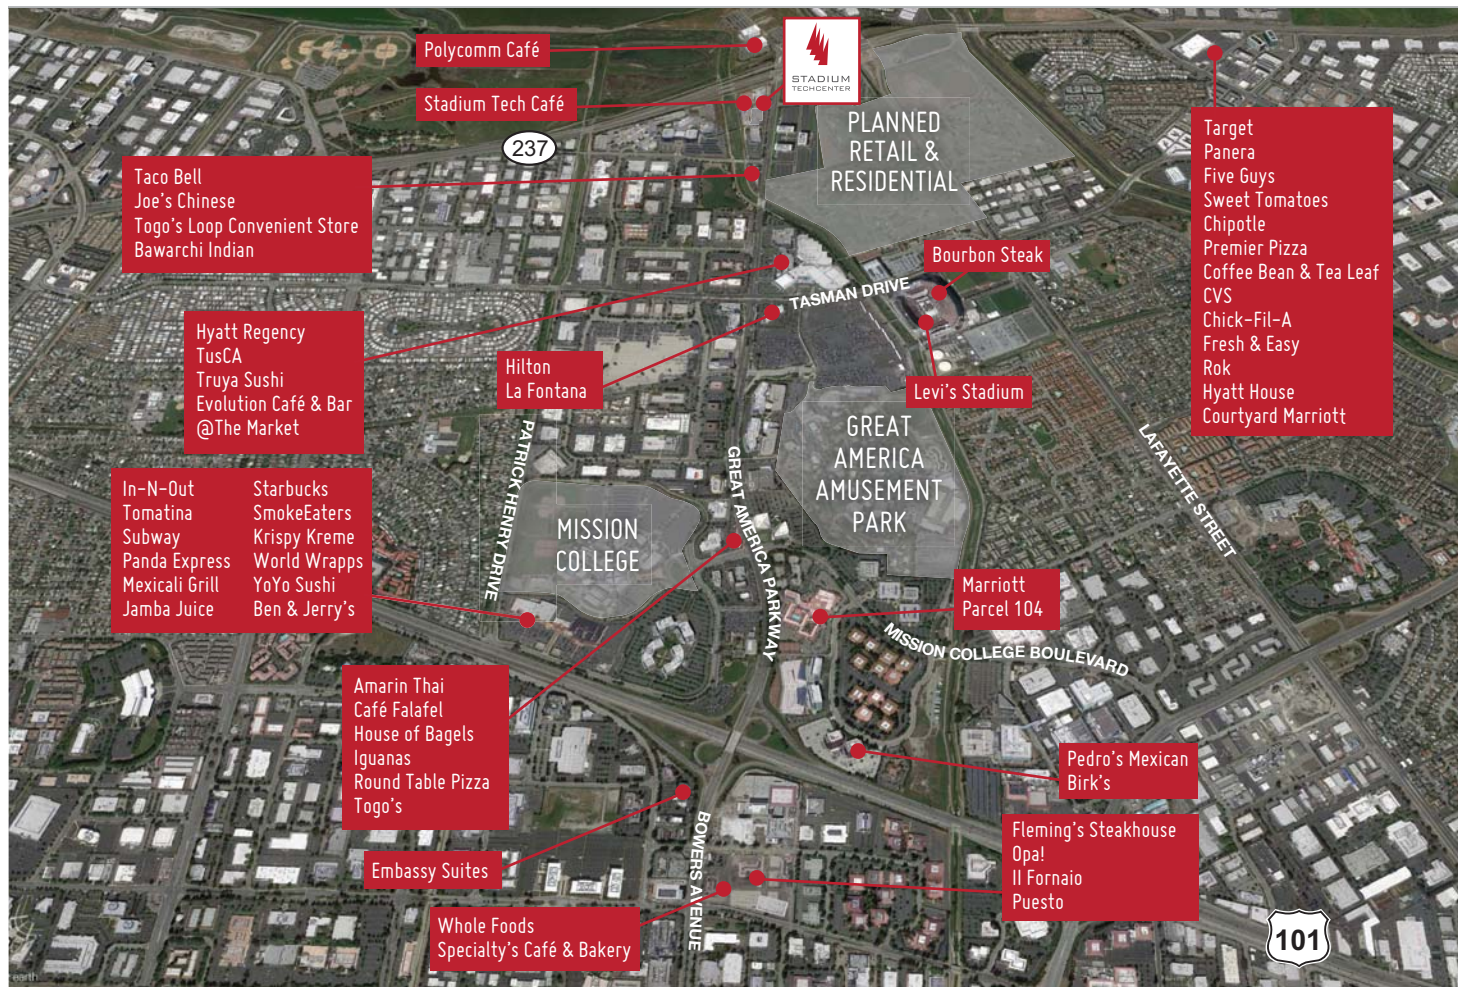 Polycomm Café
STADIUM
TECHCENTER
Stadium Tech Café
237
PLANNED
RETAIL &
RESIDENTIAL
Target
Panera
Five Guys
Sweet Tomatoes
Chipotle
Premier Pizza
Coffee Bean & Tea Leaf
CVS
Chick-Fil-A
Fresh & Easy
Rok
Hyatt House
Courtyard Marriott
Taco Bell
Joe's Chinese
Togo's Loop Convenient Store
Bawarchi Indian
Bourbon Steak
TASMAN DRIVE
Hyatt Regency
TusCA
Truya Sushi
Evolution Café & Bar
@The Market
Hilton
La Fontana
Levi's Stadium
GREAT
AMERICA
AMUSEMENT
PARK
PATRICK HENRY DRIVE
GREAT AMERICA PARKWAY
LAFAYETTE STREET
In-N-Out
Tomatina
Subway
Panda Express
Mexicali Grill
Jamba Juice
Starbucks
SmokeEaters
Krispy Kreme
World Wrapps
YoYo Sushi
Ben & Jerry's
MISSION
COLLEGE
Marriott
Parcel 104
MISSION COLLEGE BOULEVARD
Amarin Thai
Café Falafel
House of Bagels
Iguanas
Round Table Pizza
Togo's
Pedro's Mexican
Birk's
BOWERS AVENUE
Embassy Suites
Fleming's Steakhouse
Opa!
Il Fornaio
Puesto
Whole Foods
Specialty's Café & Bakery
101
earth